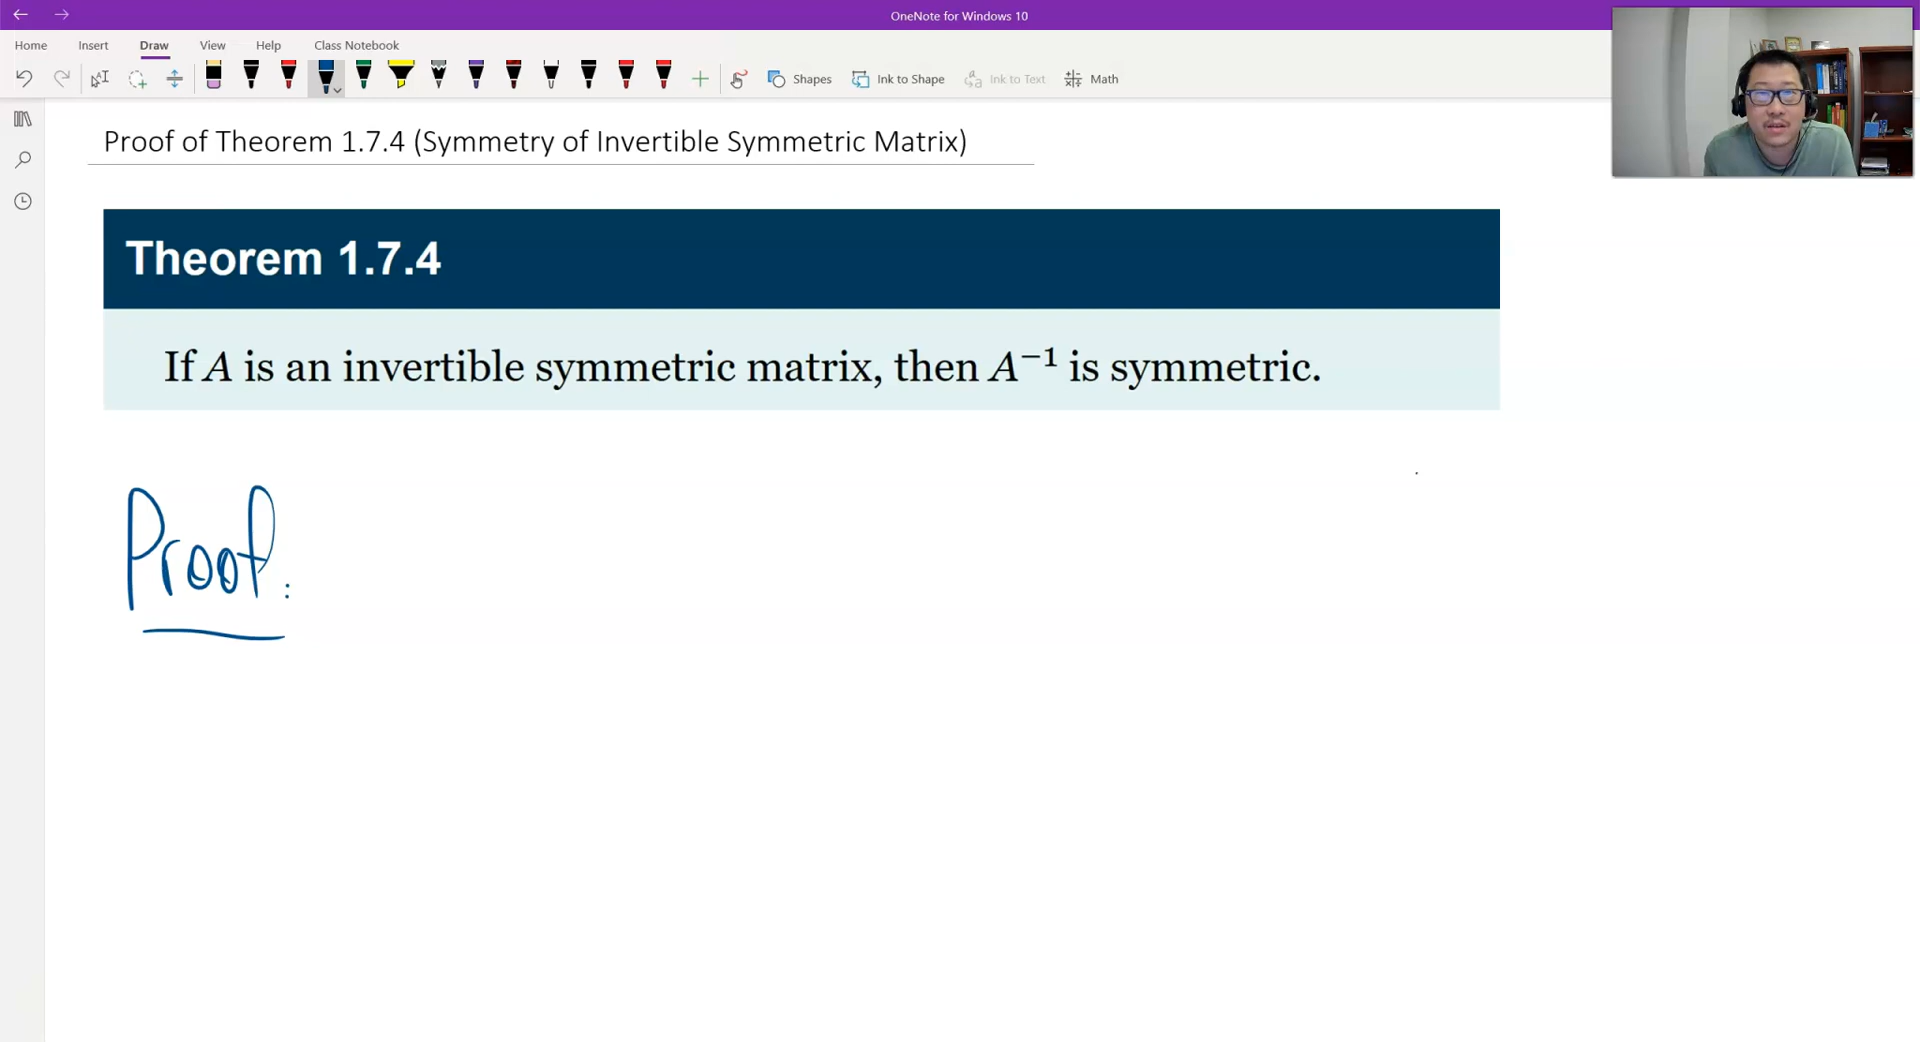 OneNote for Windows 10
Home Insert Draw View Help Class Notebook
Shapes Ink to Shape Ink to Text Math
Proof of Theorem 1.7.4 (Symmetry of Invertible Symmetric Matrix)
Theorem 1.7.4
If A is an invertible symmetric matrix, then A⁻¹ is symmetric.
Proof: